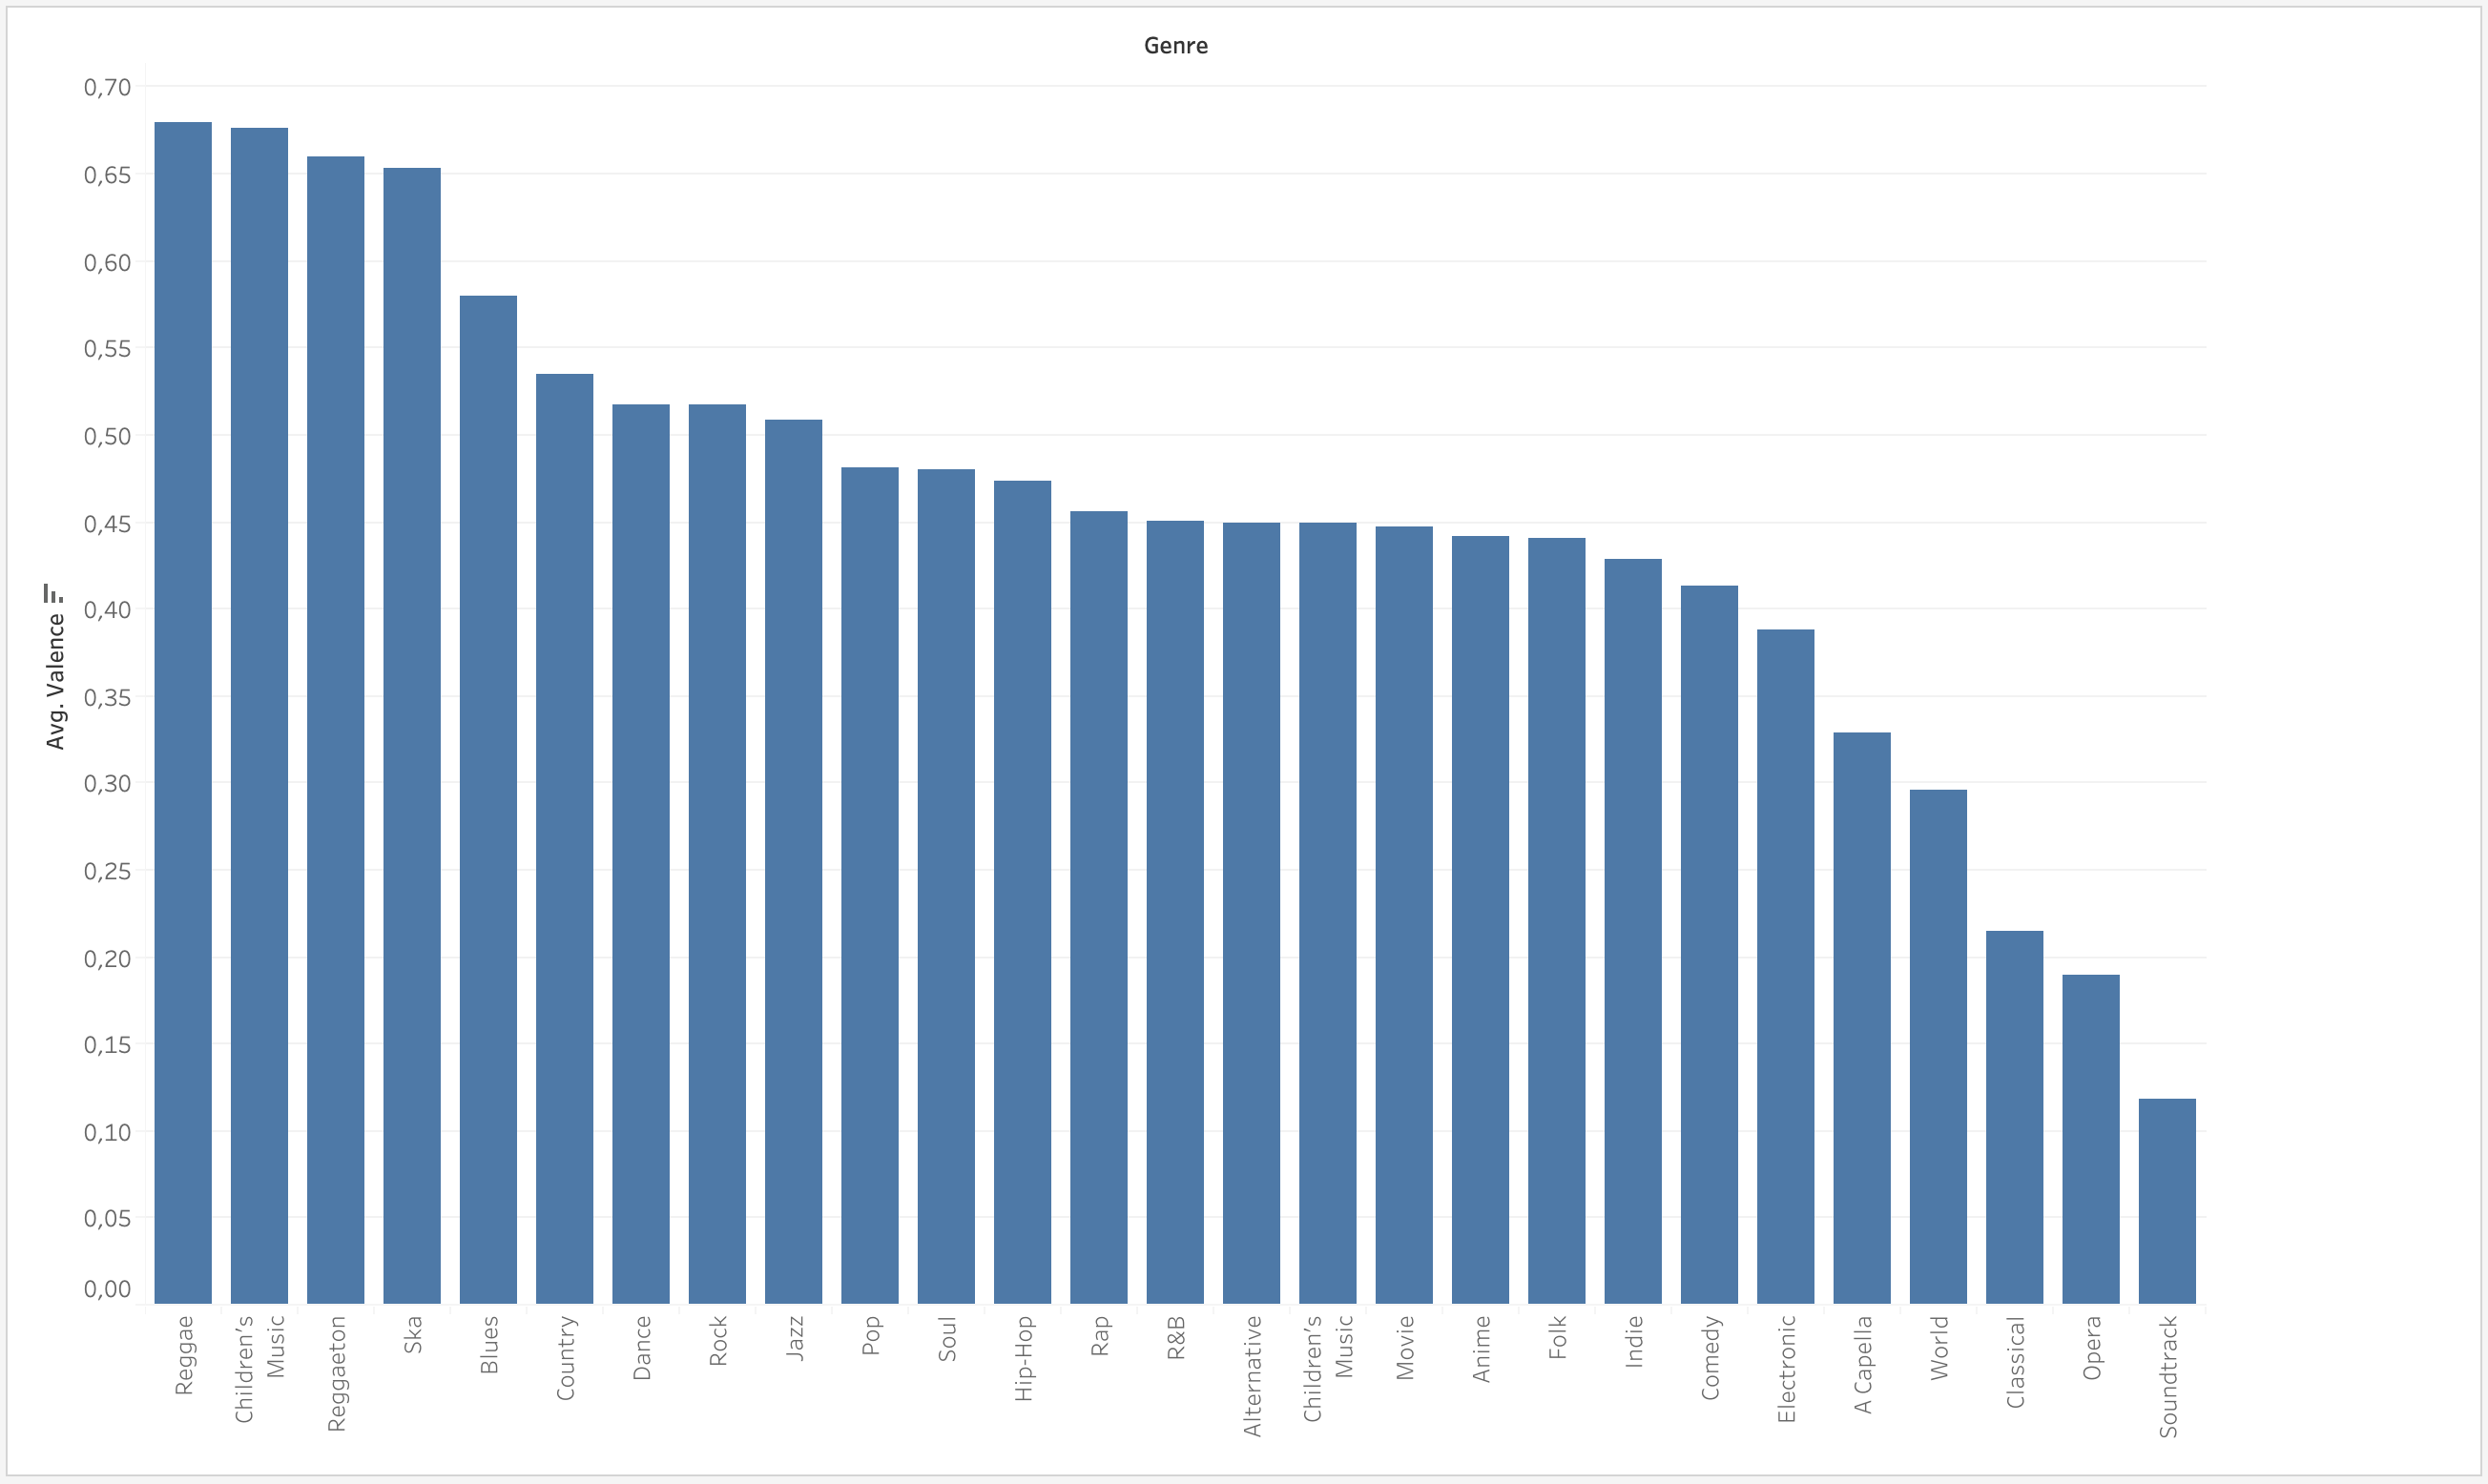 Genre
0,70
0,65
0,60
0,55
0,50
0,45
0,40
0,35
0,30
0,25
0,20
0,15
0,10
0,05
0,00
Avg. Valence
Reggae
Children’s
Music
Reggaeton
Ska
Blues
Country
Dance
Rock
Jazz
Pop
Soul
Hip-Hop
Rap
R&B
Alternative
Children’s
Music
Movie
Anime
Folk
Indie
Comedy
Electronic
A Capella
World
Classical
Opera
Soundtrack